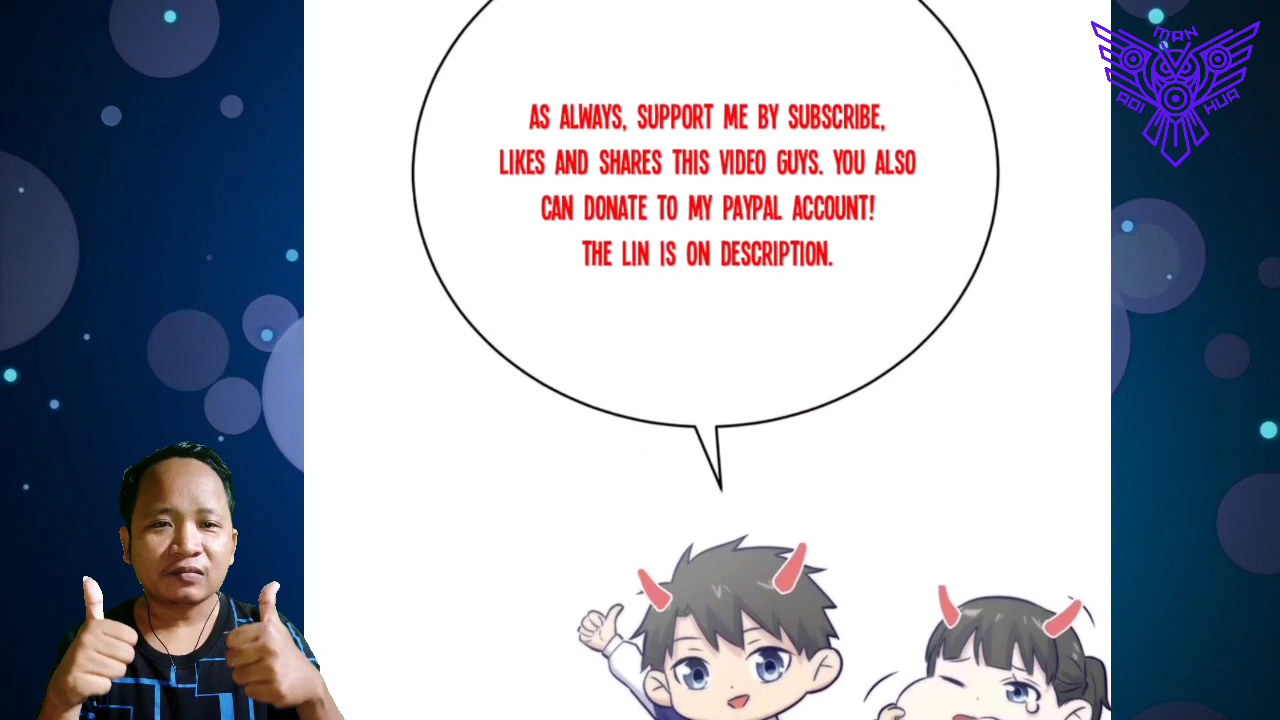 AS ALWAYS, SUPPORT ME BY SUBSCRIBE,
LIKES AND SHARES THIS VIDEO GUYS. YOU ALSO
CAN DONATE TO MY PAYPAL ACCOUNT!
THE LIN IS ON DESCRIPTION.
MAN
AOI HUA